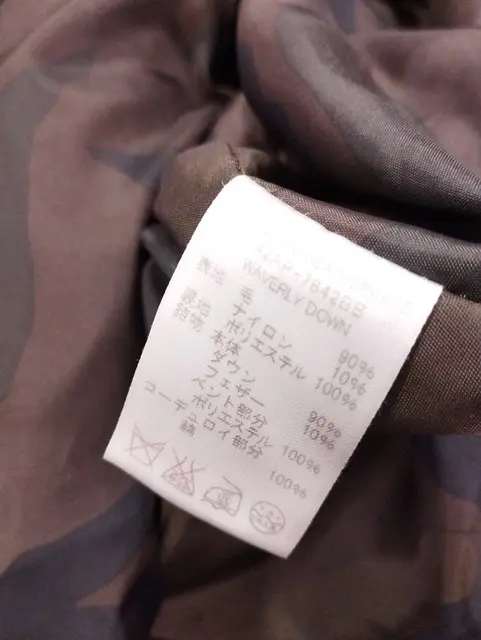 WAVERLY DOWN
表地 毛 90%
ナイロン 10%
裏地 ポリエステル 100%
詰物 本体
ダウン 90%
フェザー 10%
ベント部分
ポリエステル 100%
コーデュロイ部分
綿 100%